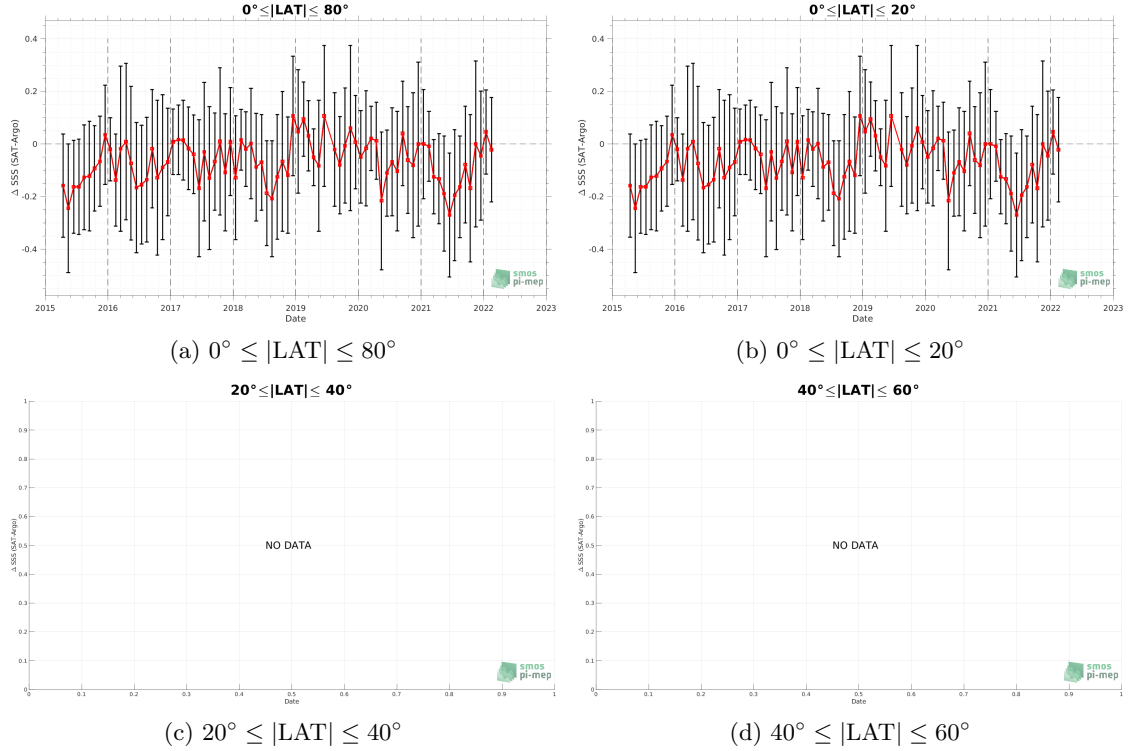 0°≤|LAT|≤ 80°
0.4
0.2
0
-0.2
-0.4
Δ SSS (SAT-Argo)
2015 2016 2017 2018 2019 2020 2021 2022 2023
Date
smos
pi-mep
(a) 0° ≤ |LAT| ≤ 80°
0°≤|LAT|≤ 20°
0.4
0.2
0
-0.2
-0.4
Δ SSS (SAT-Argo)
2015 2016 2017 2018 2019 2020 2021 2022 2023
Date
smos
pi-mep
(b) 0° ≤ |LAT| ≤ 20°
20°≤|LAT|≤ 40°
1
0.9
0.8
0.7
0.6
0.5
0.4
0.3
0.2
0.1
0
Δ SSS (SAT-Argo)
NO DATA
0 0.1 0.2 0.3 0.4 0.5 0.6 0.7 0.8 0.9 1
Date
smos
pi-mep
(c) 20° ≤ |LAT| ≤ 40°
40°≤|LAT|≤ 60°
1
0.9
0.8
0.7
0.6
0.5
0.4
0.3
0.2
0.1
0
Δ SSS (SAT-Argo)
NO DATA
0 0.1 0.2 0.3 0.4 0.5 0.6 0.7 0.8 0.9 1
Date
smos
pi-mep
(d) 40° ≤ |LAT| ≤ 60°